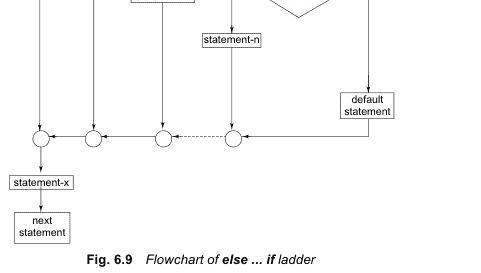 statement-n
default
statement
statement-x
next
statement
Fig. 6.9 Flowchart of else ... if ladder